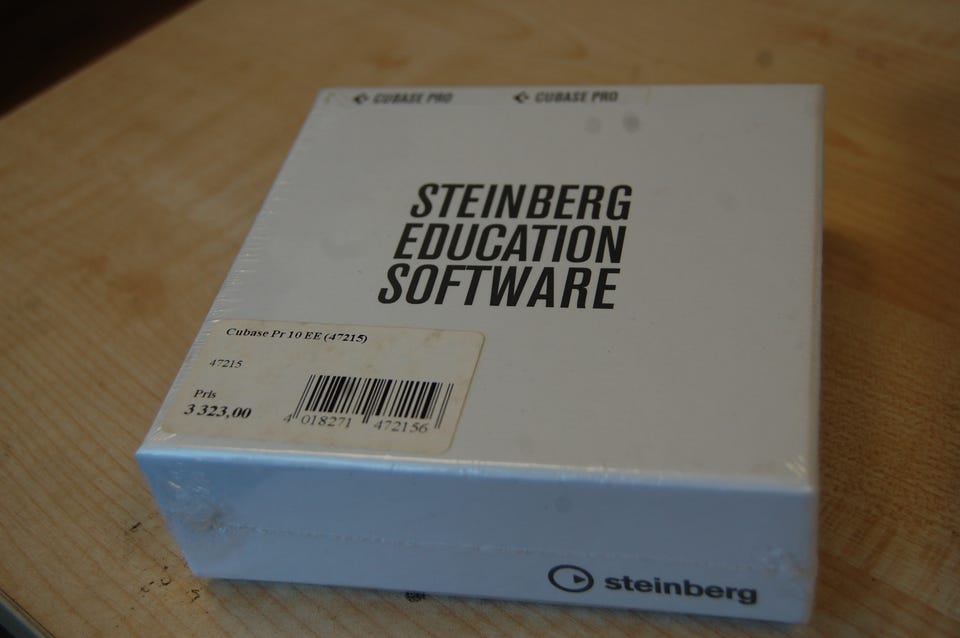 CUBASE PRO CUBASE PRO
STEINBERG
EDUCATION
SOFTWARE
Cubase Pr 10 EE (47215)
47215
Pris
3 323,00
4 018271 472156
steinberg